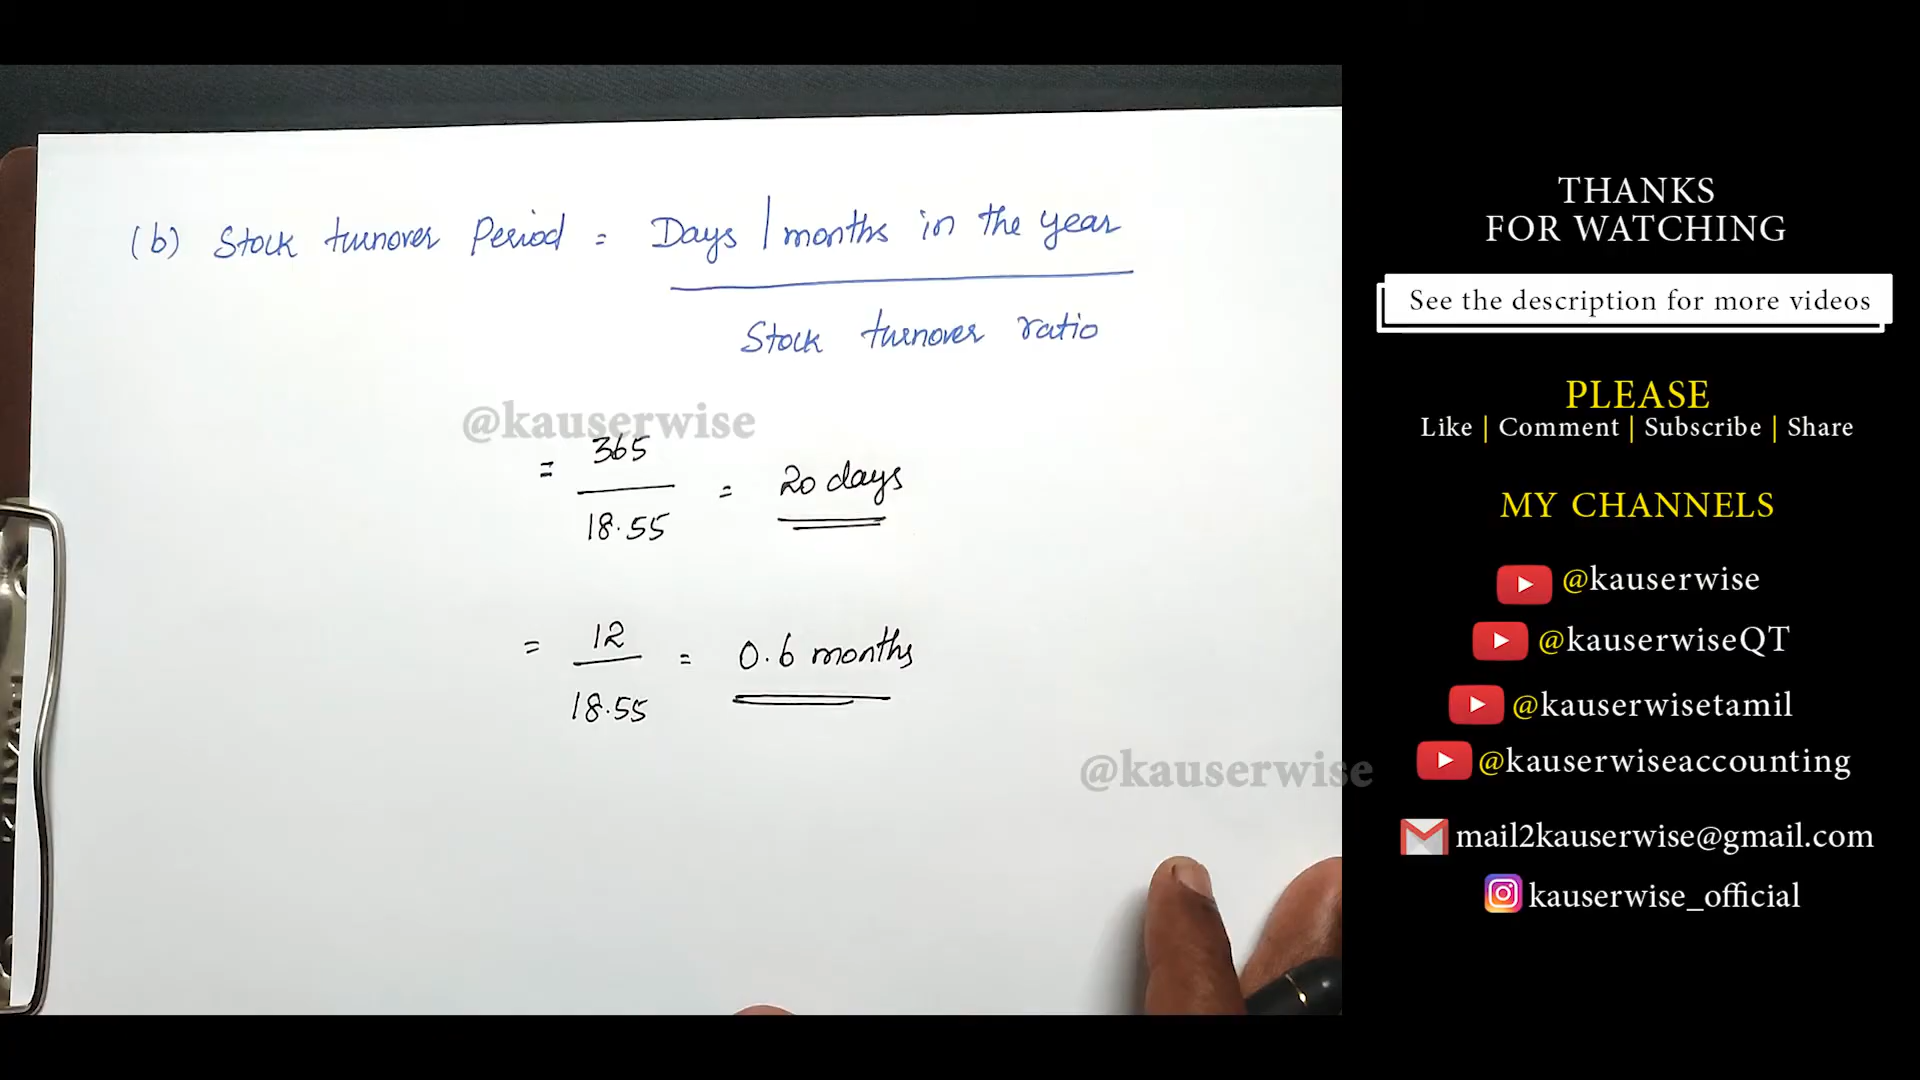 (b) Stock turnover Period = Days / months in the year
Stock turnover ratio
@kauserwise
= 365
18.55
= 20 days
= 12
18.55
= 0.6 months
@kauserwise
THANKS
FOR WATCHING
See the description for more videos
PLEASE
Like | Comment | Subscribe | Share
MY CHANNELS
@kauserwise
@kauserwiseQT
@kauserwisetamil
@kauserwiseaccounting
mail2kauserwise@gmail.com
kauserwise_official